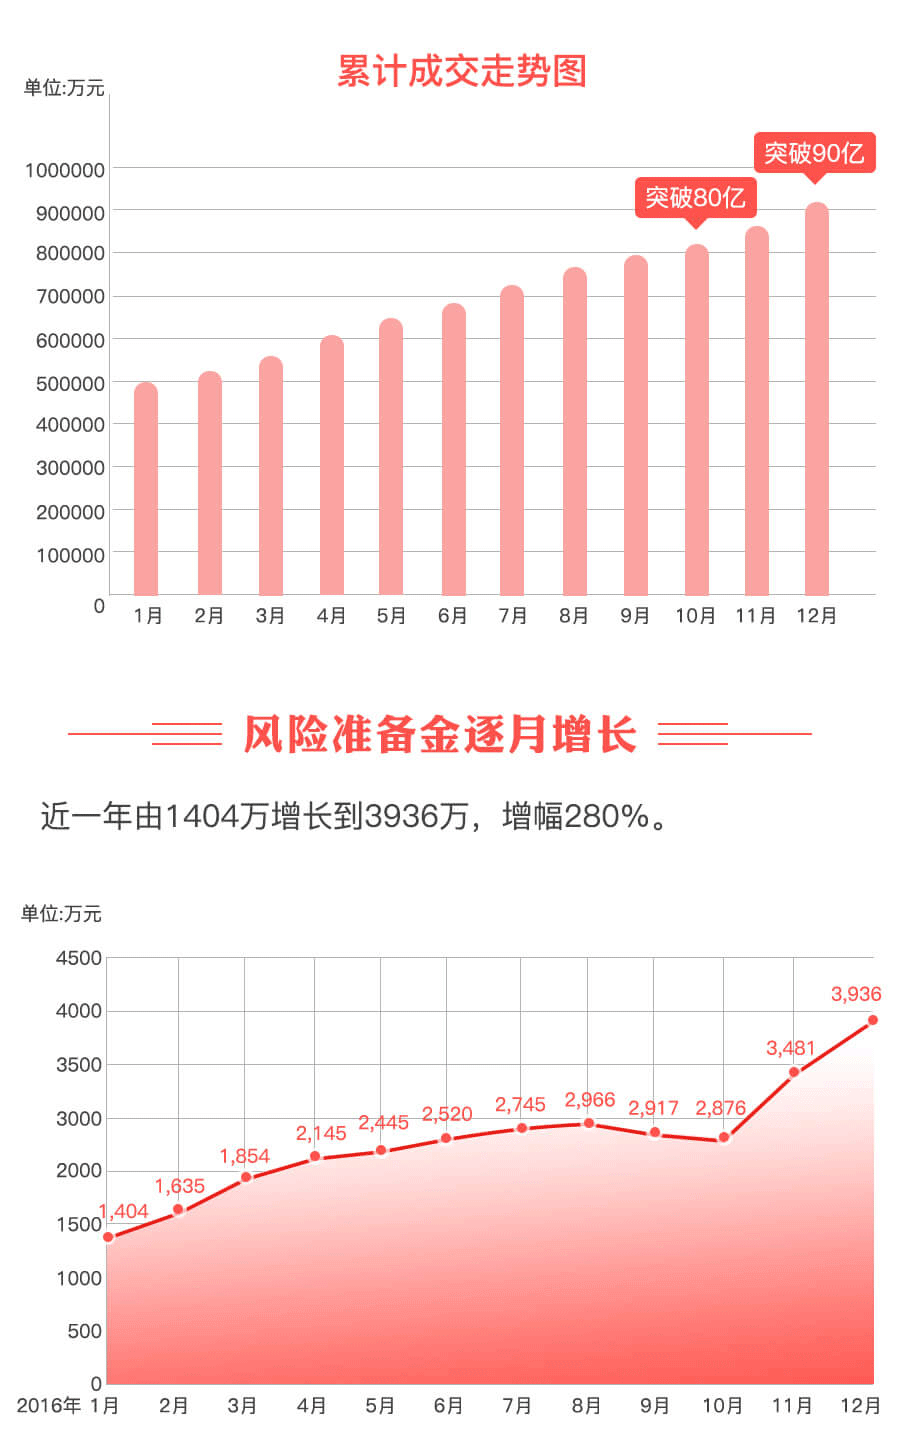 累计成交走势图
单位:万元
突破90亿
突破80亿
1000000
900000
800000
700000
600000
500000
400000
300000
200000
100000
0
1月 2月 3月 4月 5月 6月 7月 8月 9月 10月 11月 12月
风险准备金逐月增长
近一年由1404万增长到3936万，增幅280%。
单位:万元
4500
4000
3500
3000
2000
1500
1000
500
0
1,404 1,635 1,854 2,145 2,445 2,520 2,745 2,966 2,917 2,876 3,481 3,936
2016年 1月 2月 3月 4月 5月 6月 7月 8月 9月 10月 11月 12月